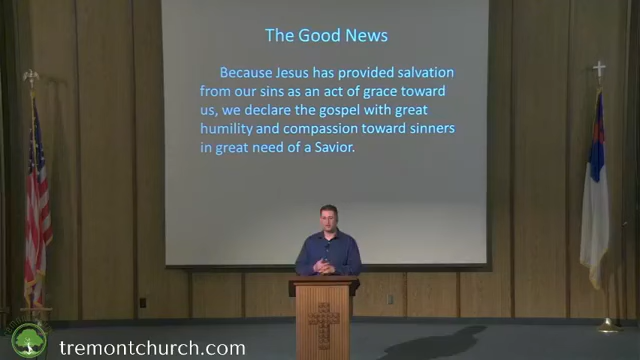 The Good News
Because Jesus has provided salvation
from our sins as an act of grace toward
us, we declare the gospel with great
humility and compassion toward sinners
in great need of a Savior.
tremontchurch.com